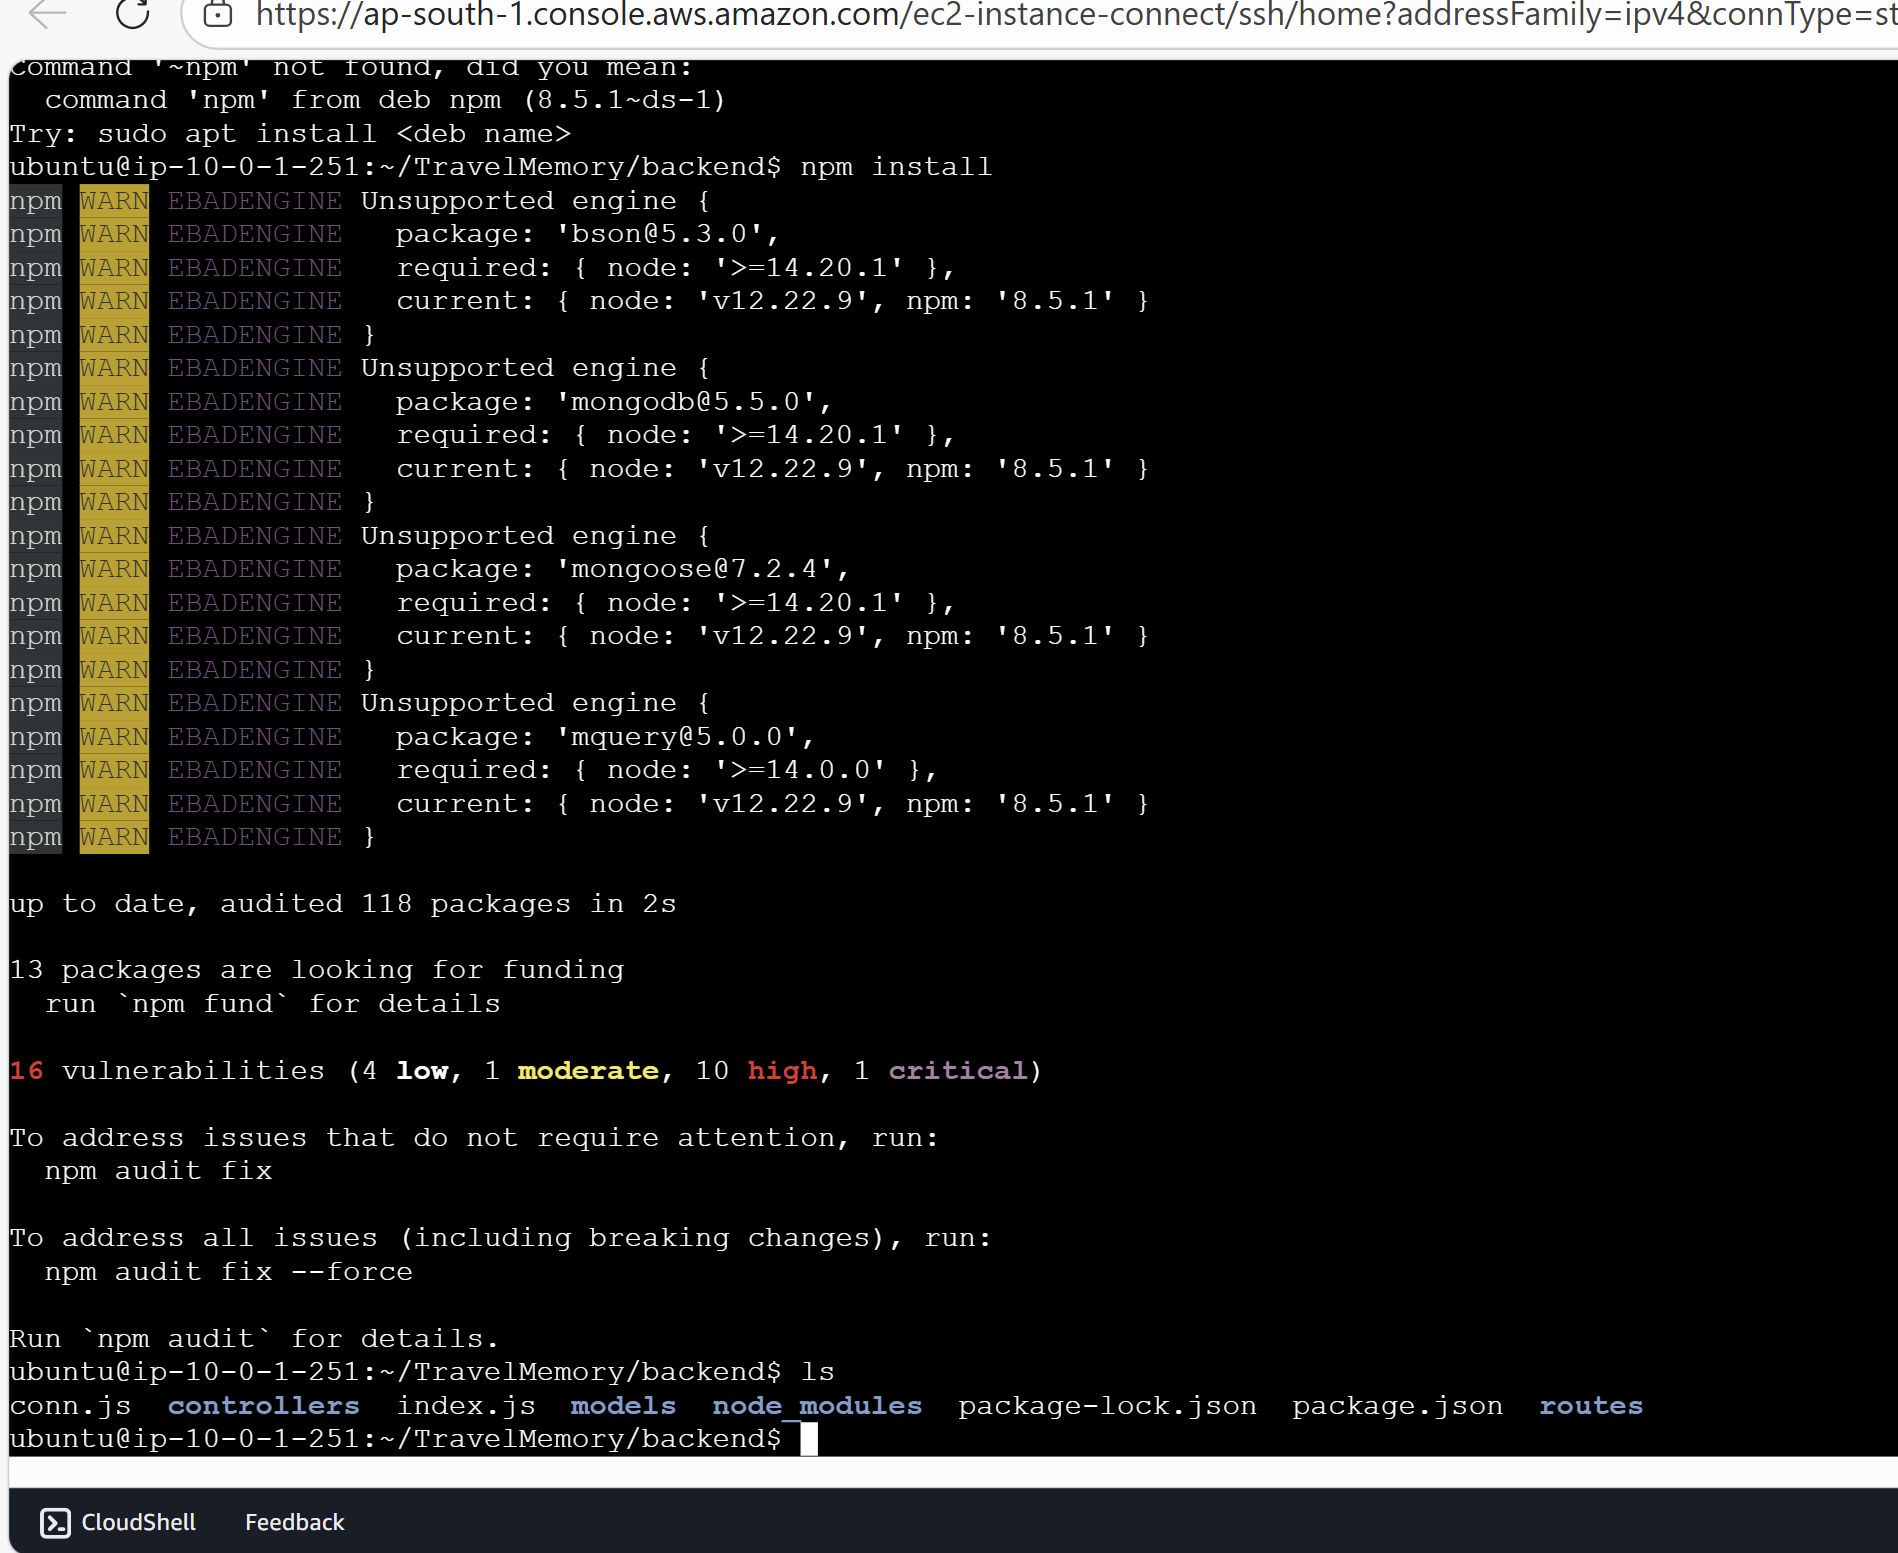 https://ap-south-1.console.aws.amazon.com/ec2-instance-connect/ssh/home?addressFamily=ipv4&connType=st
Command '~npm' not found, did you mean:
  command 'npm' from deb npm (8.5.1~ds-1)
Try: sudo apt install <deb name>
ubuntu@ip-10-0-1-251:~/TravelMemory/backend$ npm install
npm WARN EBADENGINE Unsupported engine {
npm WARN EBADENGINE   package: 'bson@5.3.0',
npm WARN EBADENGINE   required: { node: '>=14.20.1' },
npm WARN EBADENGINE   current: { node: 'v12.22.9', npm: '8.5.1' }
npm WARN EBADENGINE }
npm WARN EBADENGINE Unsupported engine {
npm WARN EBADENGINE   package: 'mongodb@5.5.0',
npm WARN EBADENGINE   required: { node: '>=14.20.1' },
npm WARN EBADENGINE   current: { node: 'v12.22.9', npm: '8.5.1' }
npm WARN EBADENGINE }
npm WARN EBADENGINE Unsupported engine {
npm WARN EBADENGINE   package: 'mongoose@7.2.4',
npm WARN EBADENGINE   required: { node: '>=14.20.1' },
npm WARN EBADENGINE   current: { node: 'v12.22.9', npm: '8.5.1' }
npm WARN EBADENGINE }
npm WARN EBADENGINE Unsupported engine {
npm WARN EBADENGINE   package: 'mquery@5.0.0',
npm WARN EBADENGINE   required: { node: '>=14.0.0' },
npm WARN EBADENGINE   current: { node: 'v12.22.9', npm: '8.5.1' }
npm WARN EBADENGINE }
up to date, audited 118 packages in 2s
13 packages are looking for funding
  run `npm fund` for details
16 vulnerabilities (4 low, 1 moderate, 10 high, 1 critical)
To address issues that do not require attention, run:
  npm audit fix
To address all issues (including breaking changes), run:
  npm audit fix --force
Run `npm audit` for details.
ubuntu@ip-10-0-1-251:~/TravelMemory/backend$ ls
conn.js  controllers  index.js  models  node_modules  package-lock.json  package.json  routes
ubuntu@ip-10-0-1-251:~/TravelMemory/backend$
CloudShell Feedback